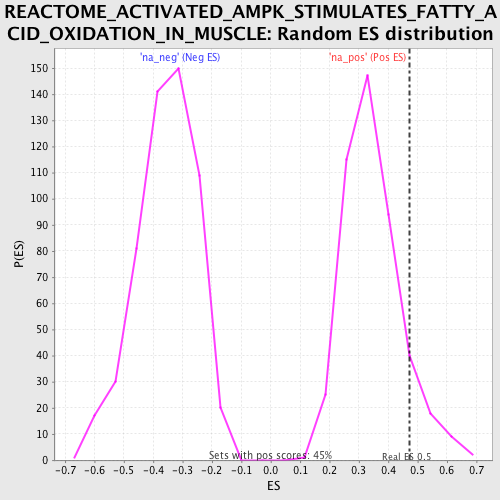 REACTOME_ACTIVATED_AMPK_STIMULATES_FATTY_A
CID_OXIDATION_IN_MUSCLE: Random ES distribution
'na_neg' (Neg ES)
'na_pos' (Pos ES)
150
140
130
120
110
100
90
80
70
60
50
40
30
20
10
0
P(ES)
Sets with pos scores: 45%
Real ES 0.5
-0.7 -0.6 -0.5 -0.4 -0.3 -0.2 -0.1 0.0 0.1 0.2 0.3 0.4 0.5 0.6 0.7
ES